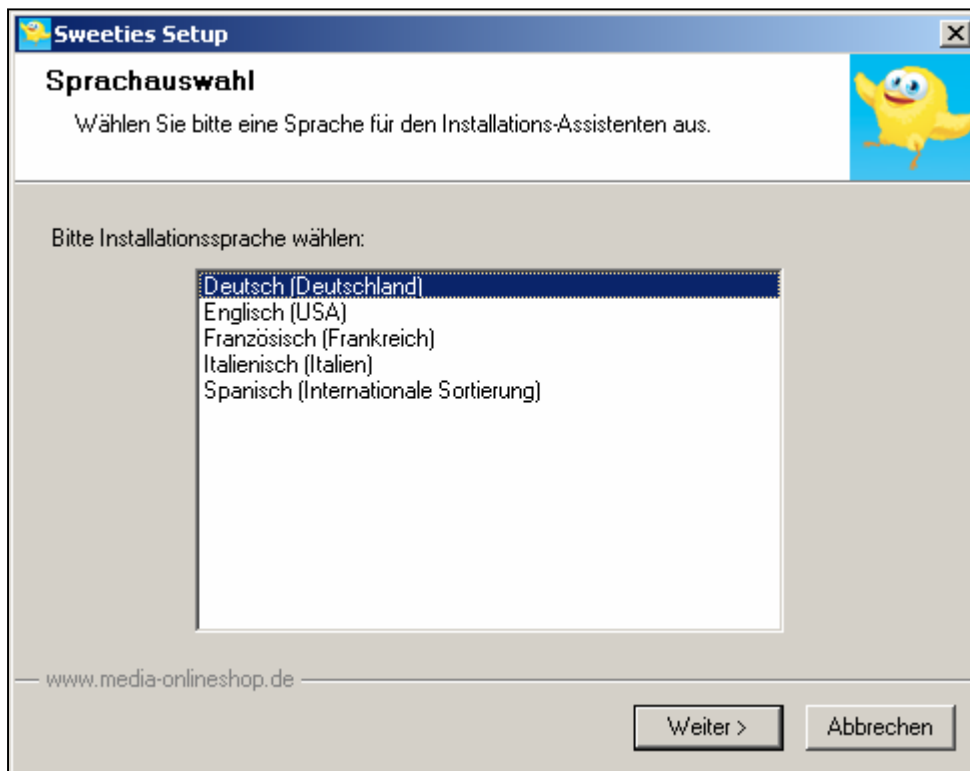 Sweeties Setup
Sprachauswahl
Wählen Sie bitte eine Sprache für den Installations-Assistenten aus.
Bitte Installationssprache wählen:
Deutsch (Deutschland)
Englisch (USA)
Französisch (Frankreich)
Italienisch (Italien)
Spanisch (Internationale Sortierung)
www.media-onlineshop.de
Weiter >
Abbrechen